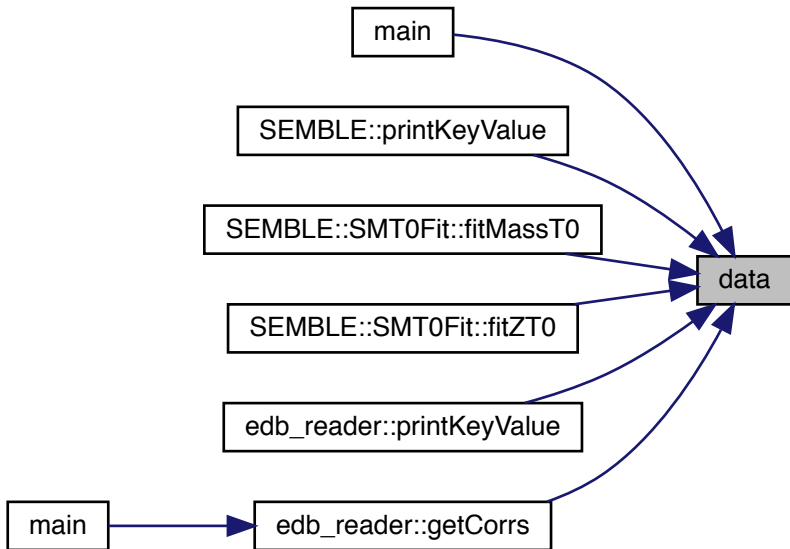 main
SEMBLE::printKeyValue
SEMBLE::SMT0Fit::fitMassT0
data
SEMBLE::SMT0Fit::fitZT0
edb_reader::printKeyValue
main
edb_reader::getCorrs